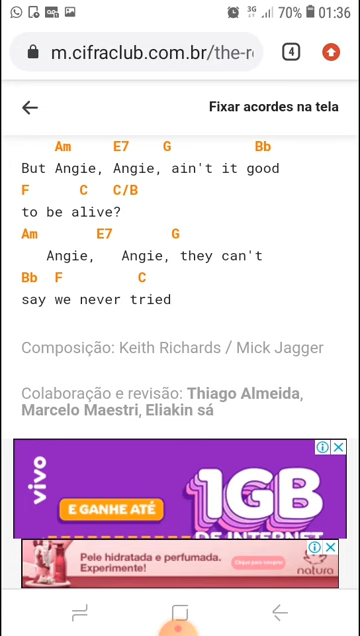 3G 70% 01:36
m.cifraclub.com.br/the-r 4
Fixar acordes na tela
Am E7 G Bb
But Angie, Angie, ain't it good
F C C/B
to be alive?
Am E7 G
Angie, Angie, they can't
Bb F C
say we never tried
Composição: Keith Richards / Mick Jagger
Colaboração e revisão: Thiago Almeida,
Marcelo Maestri, Eliakin sá
vivo
1GB
E GANHE ATÉ
DE INTERNET
Pele hidratada e perfumada.
Experimente!
natura